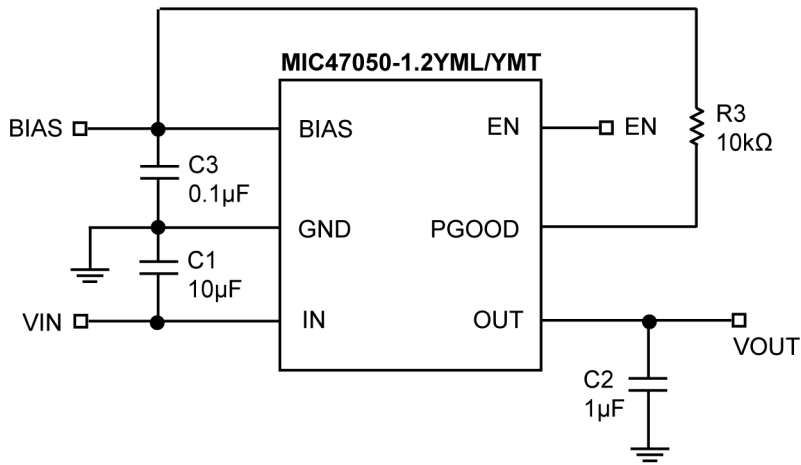 MIC47050-1.2YML/YMT
BIAS
BIAS
EN
EN
R3
10kΩ
C3
0.1µF
GND
PGOOD
C1
10µF
VIN
IN
OUT
VOUT
C2
1µF